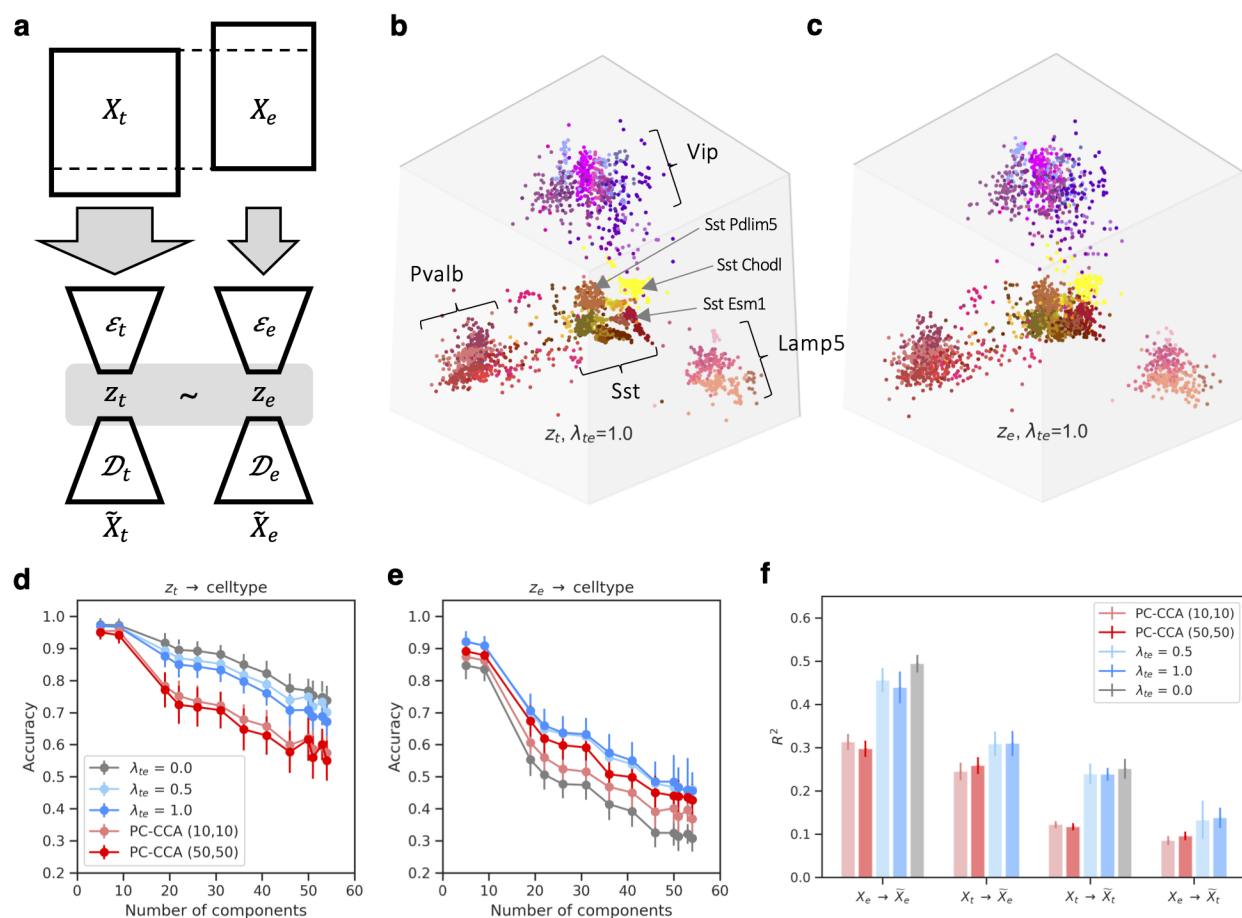 a
X_t
X_e
ε_t
ε_e
z_t ~ z_e
𝒟_t
𝒟_e
X̃_t
X̃_e
b
Vip
Sst Pdlim5
Sst Chodl
Pvalb
Sst Esm1
Lamp5
Sst
z_t, λ_te=1.0
c
z_e, λ_te=1.0
d
z_t → celltype
Accuracy
1.0
0.9
0.8
0.7
0.6
0.5
0.4
0.3
0.2
λ_te = 0.0
λ_te = 0.5
λ_te = 1.0
PC-CCA (10,10)
PC-CCA (50,50)
0 10 20 30 40 50 60
Number of components
e
z_e → celltype
Accuracy
1.0
0.9
0.8
0.7
0.6
0.5
0.4
0.3
0.2
0 10 20 30 40 50 60
Number of components
f
R²
0.6
0.5
0.4
0.3
0.2
0.1
0.0
PC-CCA (10,10)
PC-CCA (50,50)
λ_te = 0.5
λ_te = 1.0
λ_te = 0.0
X_e → X̃_e
X_t → X̃_e
X_t → X̃_t
X_e → X̃_t